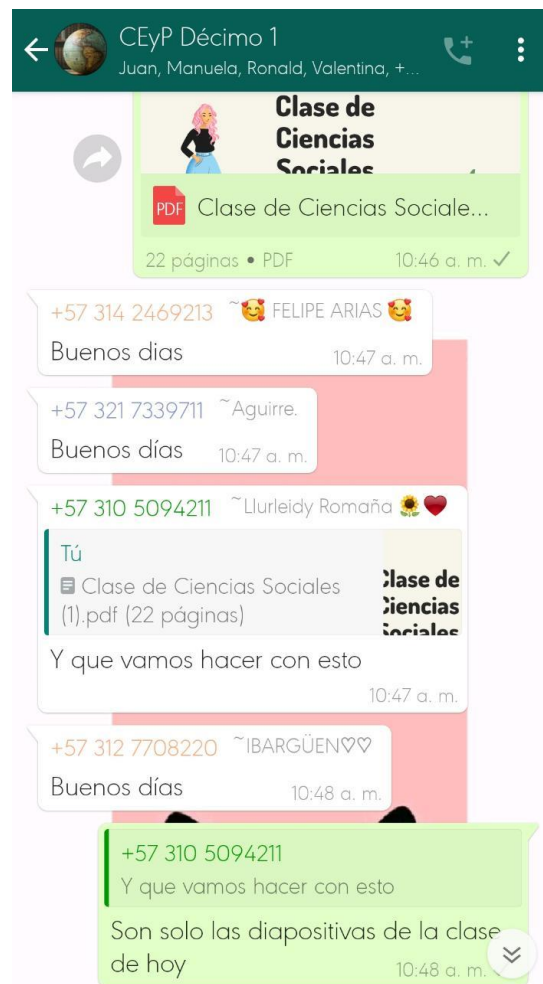 CEyP Décimo 1
Juan, Manuela, Ronald, Valentina, +...
Clase de
Ciencias
Sociales
PDF Clase de Ciencias Sociale...
22 páginas • PDF 10:46 a. m.
+57 314 2469213 ~🥰 FELIPE ARIAS 🥰
Buenos dias 10:47 a. m.
+57 321 7339711 ~Aguirre.
Buenos días 10:47 a. m.
+57 310 5094211 ~Llurleidy Romaña 🌻❤
Tú
Clase de Ciencias Sociales
(1).pdf (22 páginas)
Clase de
Ciencias
Sociales
Y que vamos hacer con esto
10:47 a. m.
+57 312 7708220 ~IBARGÜEN♡♡
Buenos días 10:48 a. m.
+57 310 5094211
Y que vamos hacer con esto
Son solo las diapositivas de la clase
de hoy 10:48 a. m.